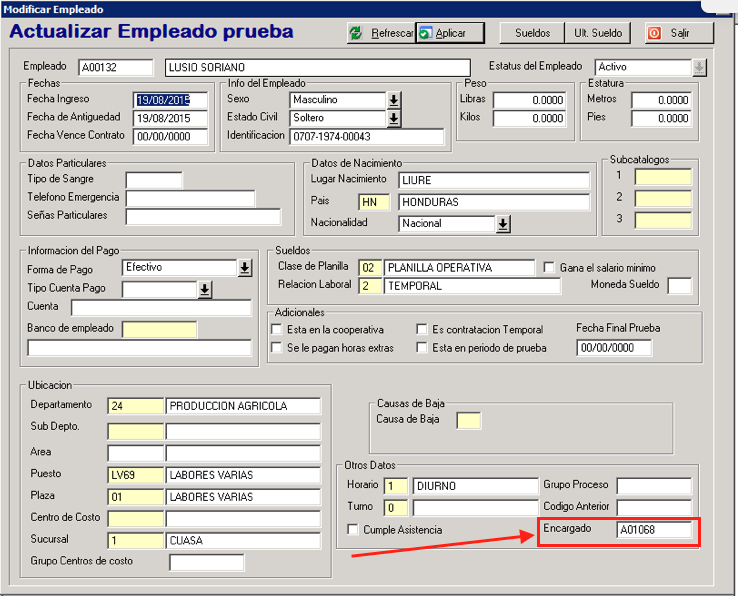 Modificar Empleado
Actualizar Empleado prueba
Refrescar Aplicar Sueldos Ult. Sueldo Salir
Empleado A00132 LUSIO SORIANO Estatus del Empleado Activo
Fechas
Fecha Ingreso 19/08/2015
Fecha de Antiguedad 19/08/2015
Fecha Vence Contrato 00/00/0000
Info del Empleado
Sexo Masculino
Estado Civil Soltero
Identificacion 0707-1974-00043
Peso
Libras 0.0000
Kilos 0.0000
Estatura
Metros 0.0000
Pies 0.0000
Datos Particulares
Tipo de Sangre
Telefono Emergencia
Señas Particulares
Datos de Nacimiento
Lugar Nacimiento LIURE
Pais HN HONDURAS
Nacionalidad Nacional
Subcatalogos
1
2
3
Informacion del Pago
Forma de Pago Efectivo
Tipo Cuenta Pago
Cuenta
Banco de empleado
Sueldos
Clase de Planilla 02 PLANILLA OPERATIVA Gana el salario minimo
Relacion Laboral 2 TEMPORAL Moneda Sueldo
Adicionales
Esta en la cooperativa Es contratacion Temporal Fecha Final Prueba
Se le pagan horas extras Esta en periodo de prueba 00/00/0000
Ubicacion
Departamento 24 PRODUCCION AGRICOLA
Sub Depto.
Area
Puesto LV69 LABORES VARIAS
Plaza 01 LABORES VARIAS
Centro de Costo
Sucursal 1 CUASA
Grupo Centros de costo
Causas de Baja
Causa de Baja
Otros Datos
Horario 1 DIURNO Grupo Proceso
Turno 0 Codigo Anterior
Cumple Asistencia Encargado A01068